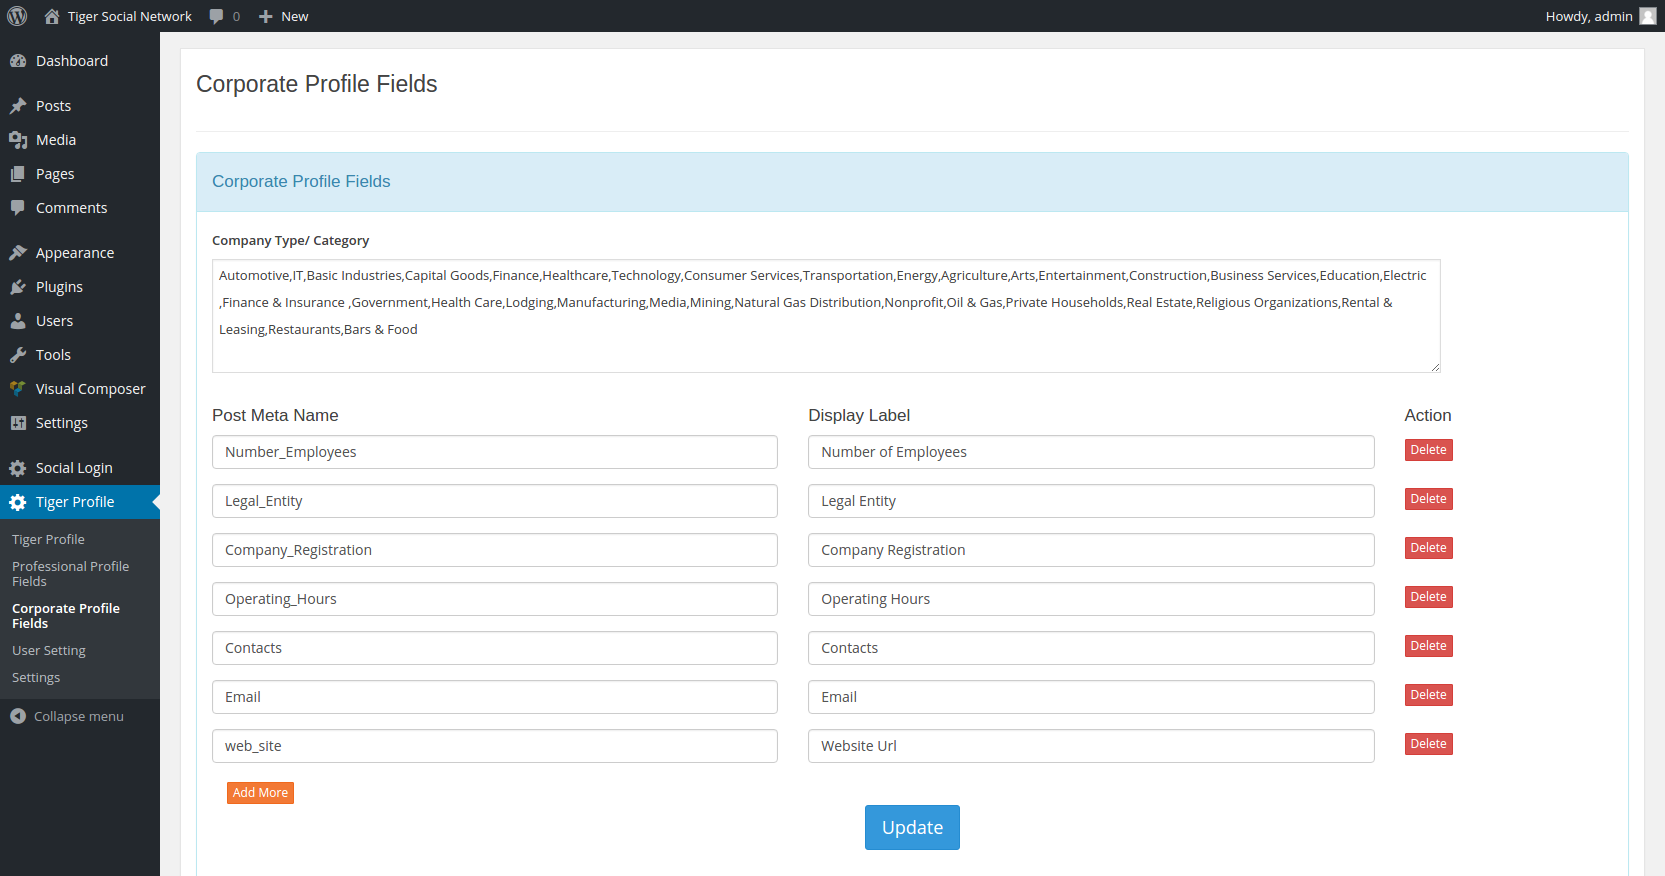 Tiger Social Network 0 New Howdy, admin
Dashboard
Posts
Media
Pages
Comments
Appearance
Plugins
Users
Tools
Visual Composer
Settings
Social Login
Tiger Profile
Tiger Profile
Professional Profile
Fields
Corporate Profile
Fields
User Setting
Settings
Collapse menu
Corporate Profile Fields
Corporate Profile Fields
Company Type/ Category
Automotive,IT,Basic Industries,Capital Goods,Finance,Healthcare,Technology,Consumer Services,Transportation,Energy,Agriculture,Arts,Entertainment,Construction,Business Services,Education,Electric
,Finance & Insurance ,Government,Health Care,Lodging,Manufacturing,Media,Mining,Natural Gas Distribution,Nonprofit,Oil & Gas,Private Households,Real Estate,Religious Organizations,Rental &
Leasing,Restaurants,Bars & Food
Post Meta Name Display Label Action
Number_Employees Number of Employees Delete
Legal_Entity Legal Entity Delete
Company_Registration Company Registration Delete
Operating_Hours Operating Hours Delete
Contacts Contacts Delete
Email Email Delete
web_site Website Url Delete
Add More
Update